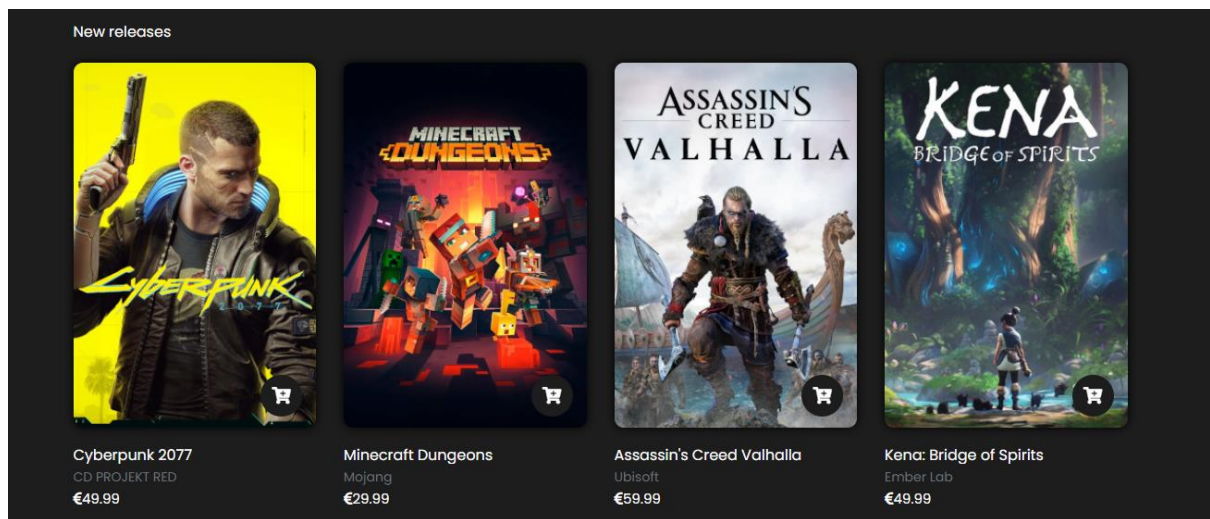 New releases
CYBERPUNK
2077
MINECRAFT
DUNGEONS
ASSASSIN'S
CREED
VALHALLA
KENA
BRIDGE OF SPIRITS
Cyberpunk 2077
CD PROJEKT RED
€49.99
Minecraft Dungeons
Mojang
€29.99
Assassin's Creed Valhalla
Ubisoft
€59.99
Kena: Bridge of Spirits
Ember Lab
€49.99